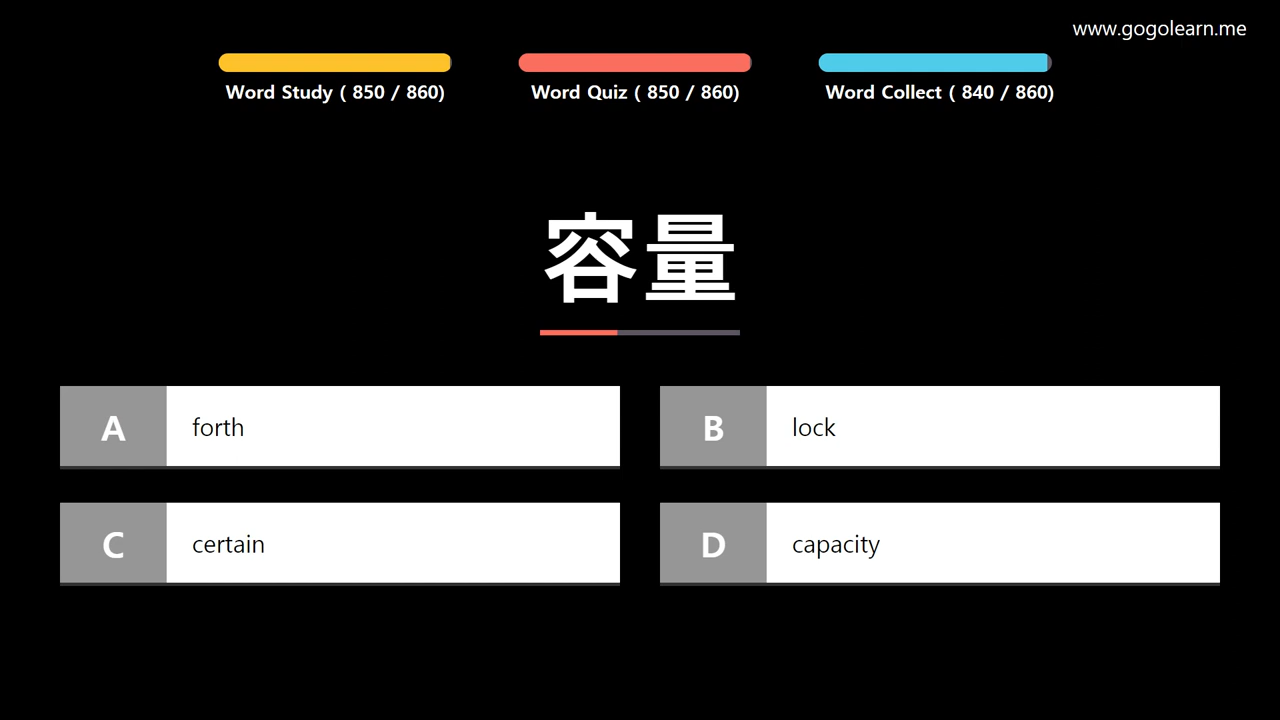 www.gogolearn.me
Word Study ( 850 / 860)
Word Quiz ( 850 / 860)
Word Collect ( 840 / 860)
容量
A forth
B lock
C certain
D capacity